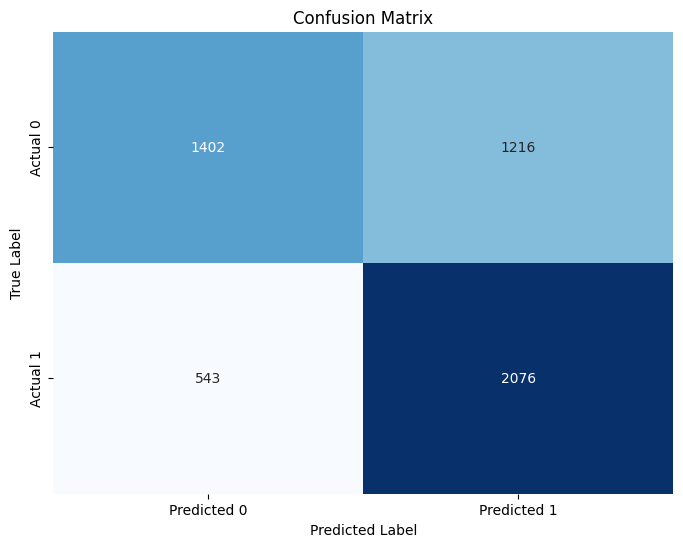 Confusion Matrix
True Label
Actual 0
1402 1216
Actual 1
543 2076
Predicted 0 Predicted 1
Predicted Label